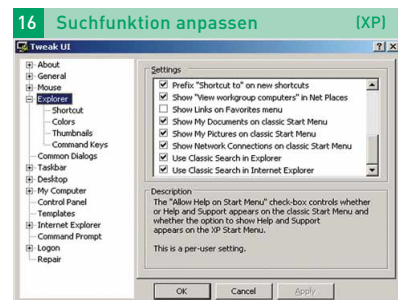 16 Suchfunktion anpassen (XP)
Tweak UI
About
General
Mouse
Explorer
Shortcut
Colors
Thumbnails
Command Keys
Common Dialogs
Taskbar
Desktop
My Computer
Control Panel
Templates
Internet Explorer
Command Prompt
Logon
Repair
Settings
Prefix "Shortcut to" on new shortcuts
Show "View workgroup computers" in Net Places
Show Links on Favorites menu
Show My Documents on classic Start Menu
Show My Pictures on classic Start Menu
Show Network Connections on classic Start Menu
Use Classic Search in Explorer
Use Classic Search in Internet Explorer
Description
The "Allow Help on Start Menu" check-box controls whether
or Help and Support appears on the classic Start Menu and
whether the option to show Help and Support
appears on the XP Start Menu.
This is a per-user setting.
OK Cancel Apply